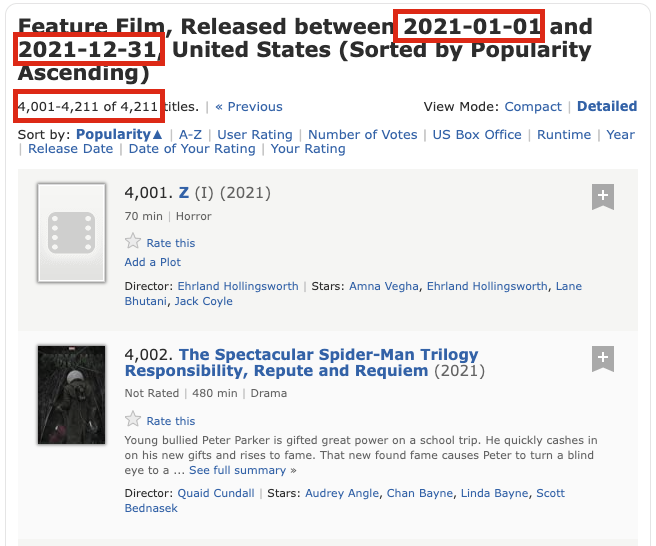 Feature Film, Released between 2021-01-01 and
2021-12-31, United States (Sorted by Popularity
Ascending)
4,001-4,211 of 4,211 titles. | « Previous
View Mode: Compact | Detailed
Sort by: Popularity▲ | A-Z | User Rating | Number of Votes | US Box Office | Runtime | Year
| Release Date | Date of Your Rating | Your Rating
4,001. Z (I) (2021)
70 min | Horror
Rate this
Add a Plot
Director: Ehrland Hollingsworth | Stars: Amna Vegha, Ehrland Hollingsworth, Lane
Bhutani, Jack Coyle
4,002. The Spectacular Spider-Man Trilogy
Responsibility, Repute and Requiem (2021)
Not Rated | 480 min | Drama
Rate this
Young bullied Peter Parker is gifted great power on a school trip. He quickly cashes in
on his new gifts and rises to fame. That new found fame causes Peter to turn a blind
eye to a ... See full summary »
Director: Quaid Cundall | Stars: Audrey Angle, Chan Bayne, Linda Bayne, Scott
Bednasek